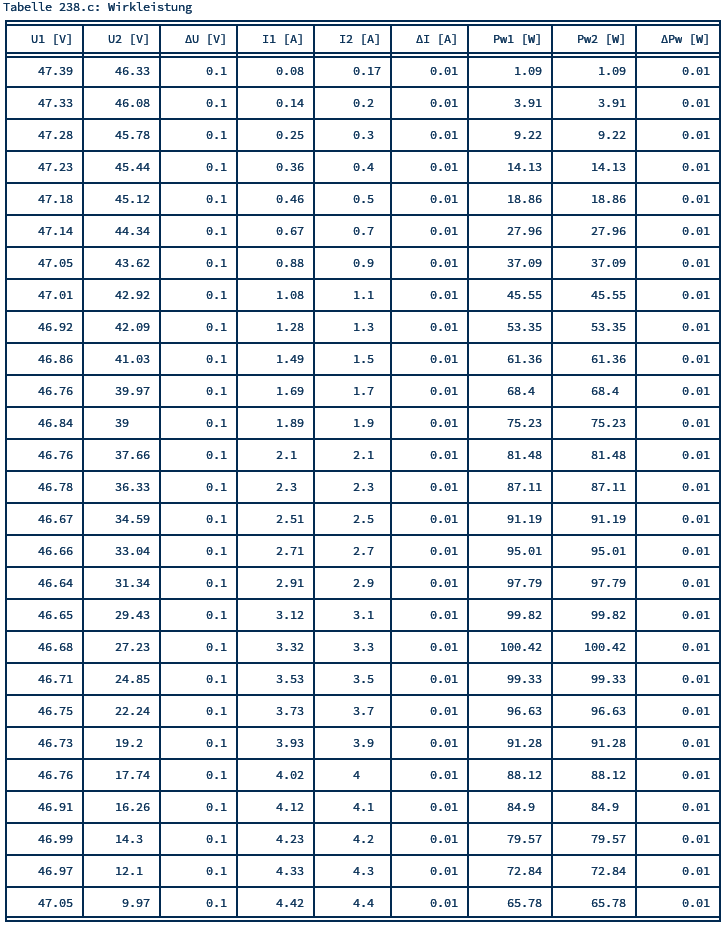 Tabelle 238.c: Wirkleistung
U1 [V] U2 [V] ΔU [V] I1 [A] I2 [A] ΔI [A] Pw1 [W] Pw2 [W] ΔPw [W]
47.39 46.33 0.1 0.08 0.17 0.01 1.09 1.09 0.01
47.33 46.08 0.1 0.14 0.2 0.01 3.91 3.91 0.01
47.28 45.78 0.1 0.25 0.3 0.01 9.22 9.22 0.01
47.23 45.44 0.1 0.36 0.4 0.01 14.13 14.13 0.01
47.18 45.12 0.1 0.46 0.5 0.01 18.86 18.86 0.01
47.14 44.34 0.1 0.67 0.7 0.01 27.96 27.96 0.01
47.05 43.62 0.1 0.88 0.9 0.01 37.09 37.09 0.01
47.01 42.92 0.1 1.08 1.1 0.01 45.55 45.55 0.01
46.92 42.09 0.1 1.28 1.3 0.01 53.35 53.35 0.01
46.86 41.03 0.1 1.49 1.5 0.01 61.36 61.36 0.01
46.76 39.97 0.1 1.69 1.7 0.01 68.4 68.4 0.01
46.84 39 0.1 1.89 1.9 0.01 75.23 75.23 0.01
46.76 37.66 0.1 2.1 2.1 0.01 81.48 81.48 0.01
46.78 36.33 0.1 2.3 2.3 0.01 87.11 87.11 0.01
46.67 34.59 0.1 2.51 2.5 0.01 91.19 91.19 0.01
46.66 33.04 0.1 2.71 2.7 0.01 95.01 95.01 0.01
46.64 31.34 0.1 2.91 2.9 0.01 97.79 97.79 0.01
46.65 29.43 0.1 3.12 3.1 0.01 99.82 99.82 0.01
46.68 27.23 0.1 3.32 3.3 0.01 100.42 100.42 0.01
46.71 24.85 0.1 3.53 3.5 0.01 99.33 99.33 0.01
46.75 22.24 0.1 3.73 3.7 0.01 96.63 96.63 0.01
46.73 19.2 0.1 3.93 3.9 0.01 91.28 91.28 0.01
46.76 17.74 0.1 4.02 4 0.01 88.12 88.12 0.01
46.91 16.26 0.1 4.12 4.1 0.01 84.9 84.9 0.01
46.99 14.3 0.1 4.23 4.2 0.01 79.57 79.57 0.01
46.97 12.1 0.1 4.33 4.3 0.01 72.84 72.84 0.01
47.05 9.97 0.1 4.42 4.4 0.01 65.78 65.78 0.01